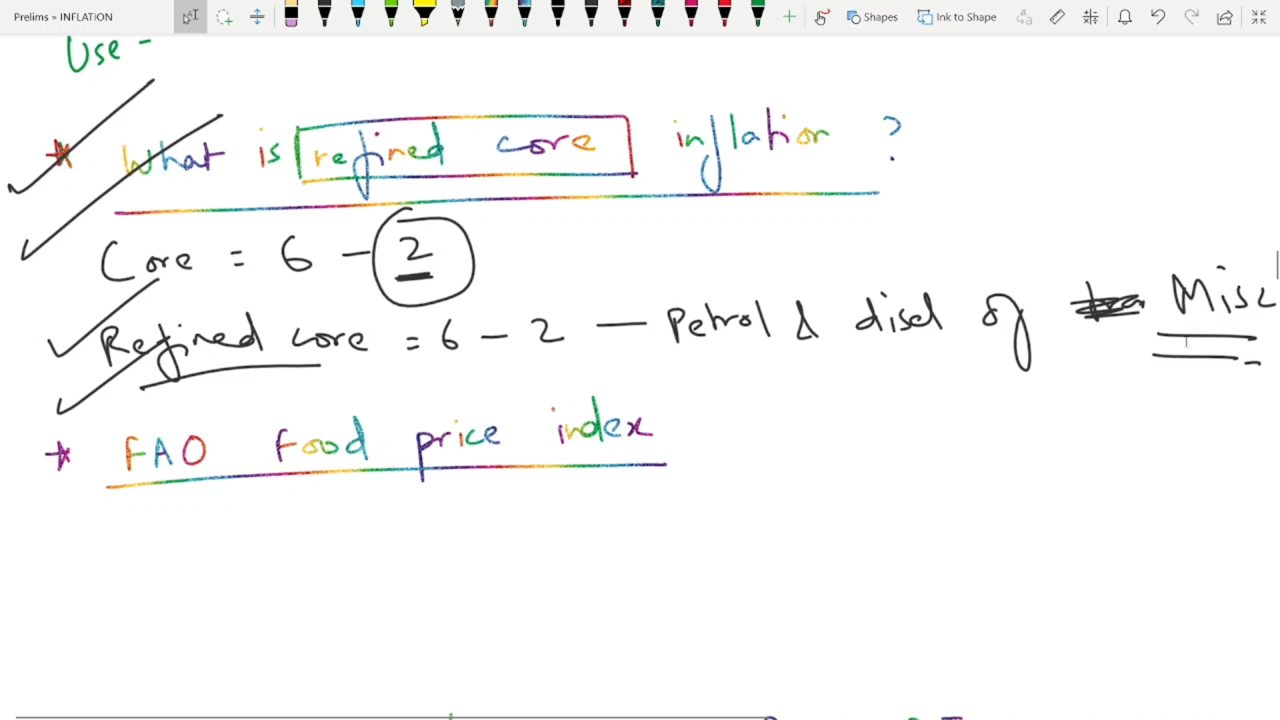 Prelims » INFLATION
Shapes
Ink to Shape
Use -
* What is refined core inflation ?
Core = 6 - 2
Refined core = 6 - 2 — Petrol & disel of Misc
* FAO Food price index